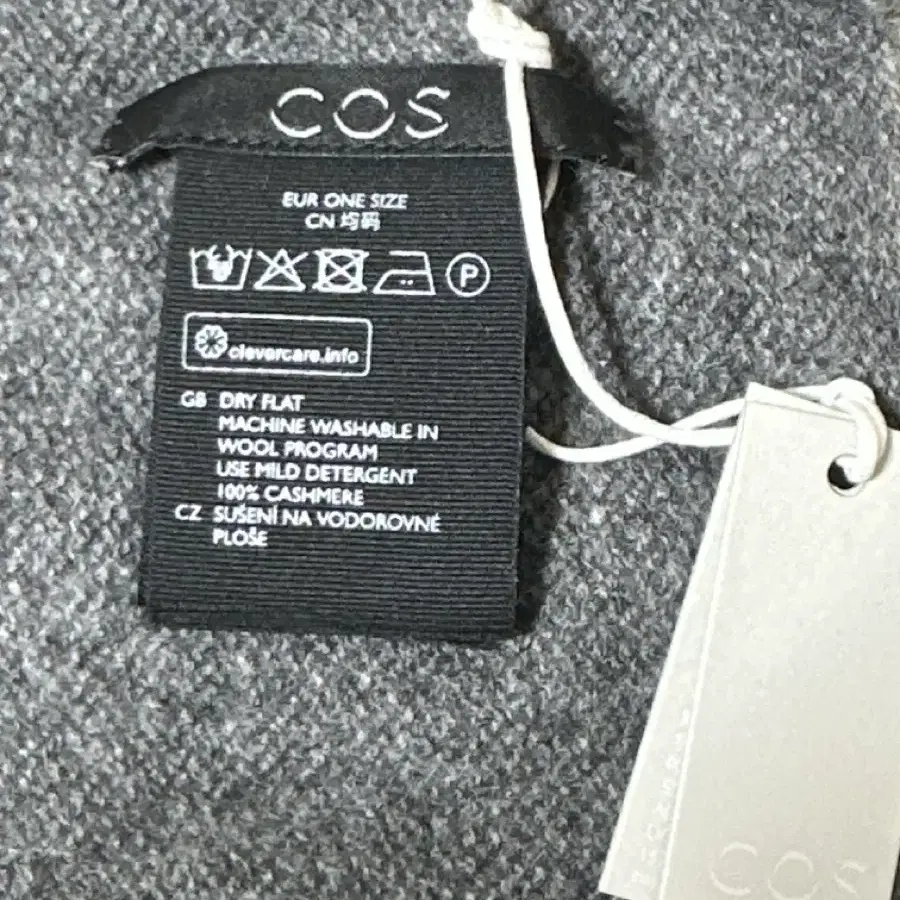 COS
EUR ONE SIZE
CN 均码
P
clevercare.info
GB DRY FLAT
MACHINE WASHABLE IN
WOOL PROGRAM
USE MILD DETERGENT
100% CASHMERE
CZ SUŠENÍ NA VODOROVNÉ
PLOŠE
COS